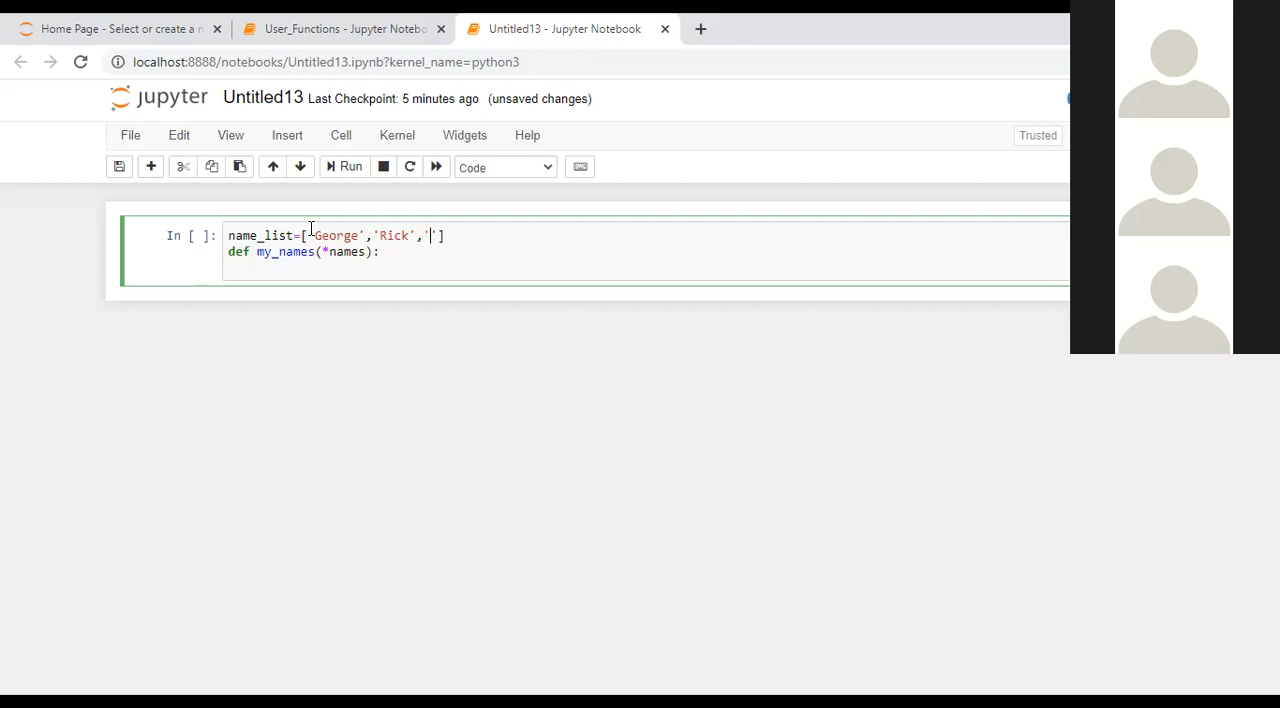 Home Page - Select or create a n
User_Functions - Jupyter Notebo
Untitled13 - Jupyter Notebook
localhost:8888/notebooks/Untitled13.ipynb?kernel_name=python3
jupyter Untitled13 Last Checkpoint: 5 minutes ago (unsaved changes)
File Edit View Insert Cell Kernel Widgets Help Trusted
Run Code
In [ ]: name_list=['George','Rick','']
def my_names(*names):